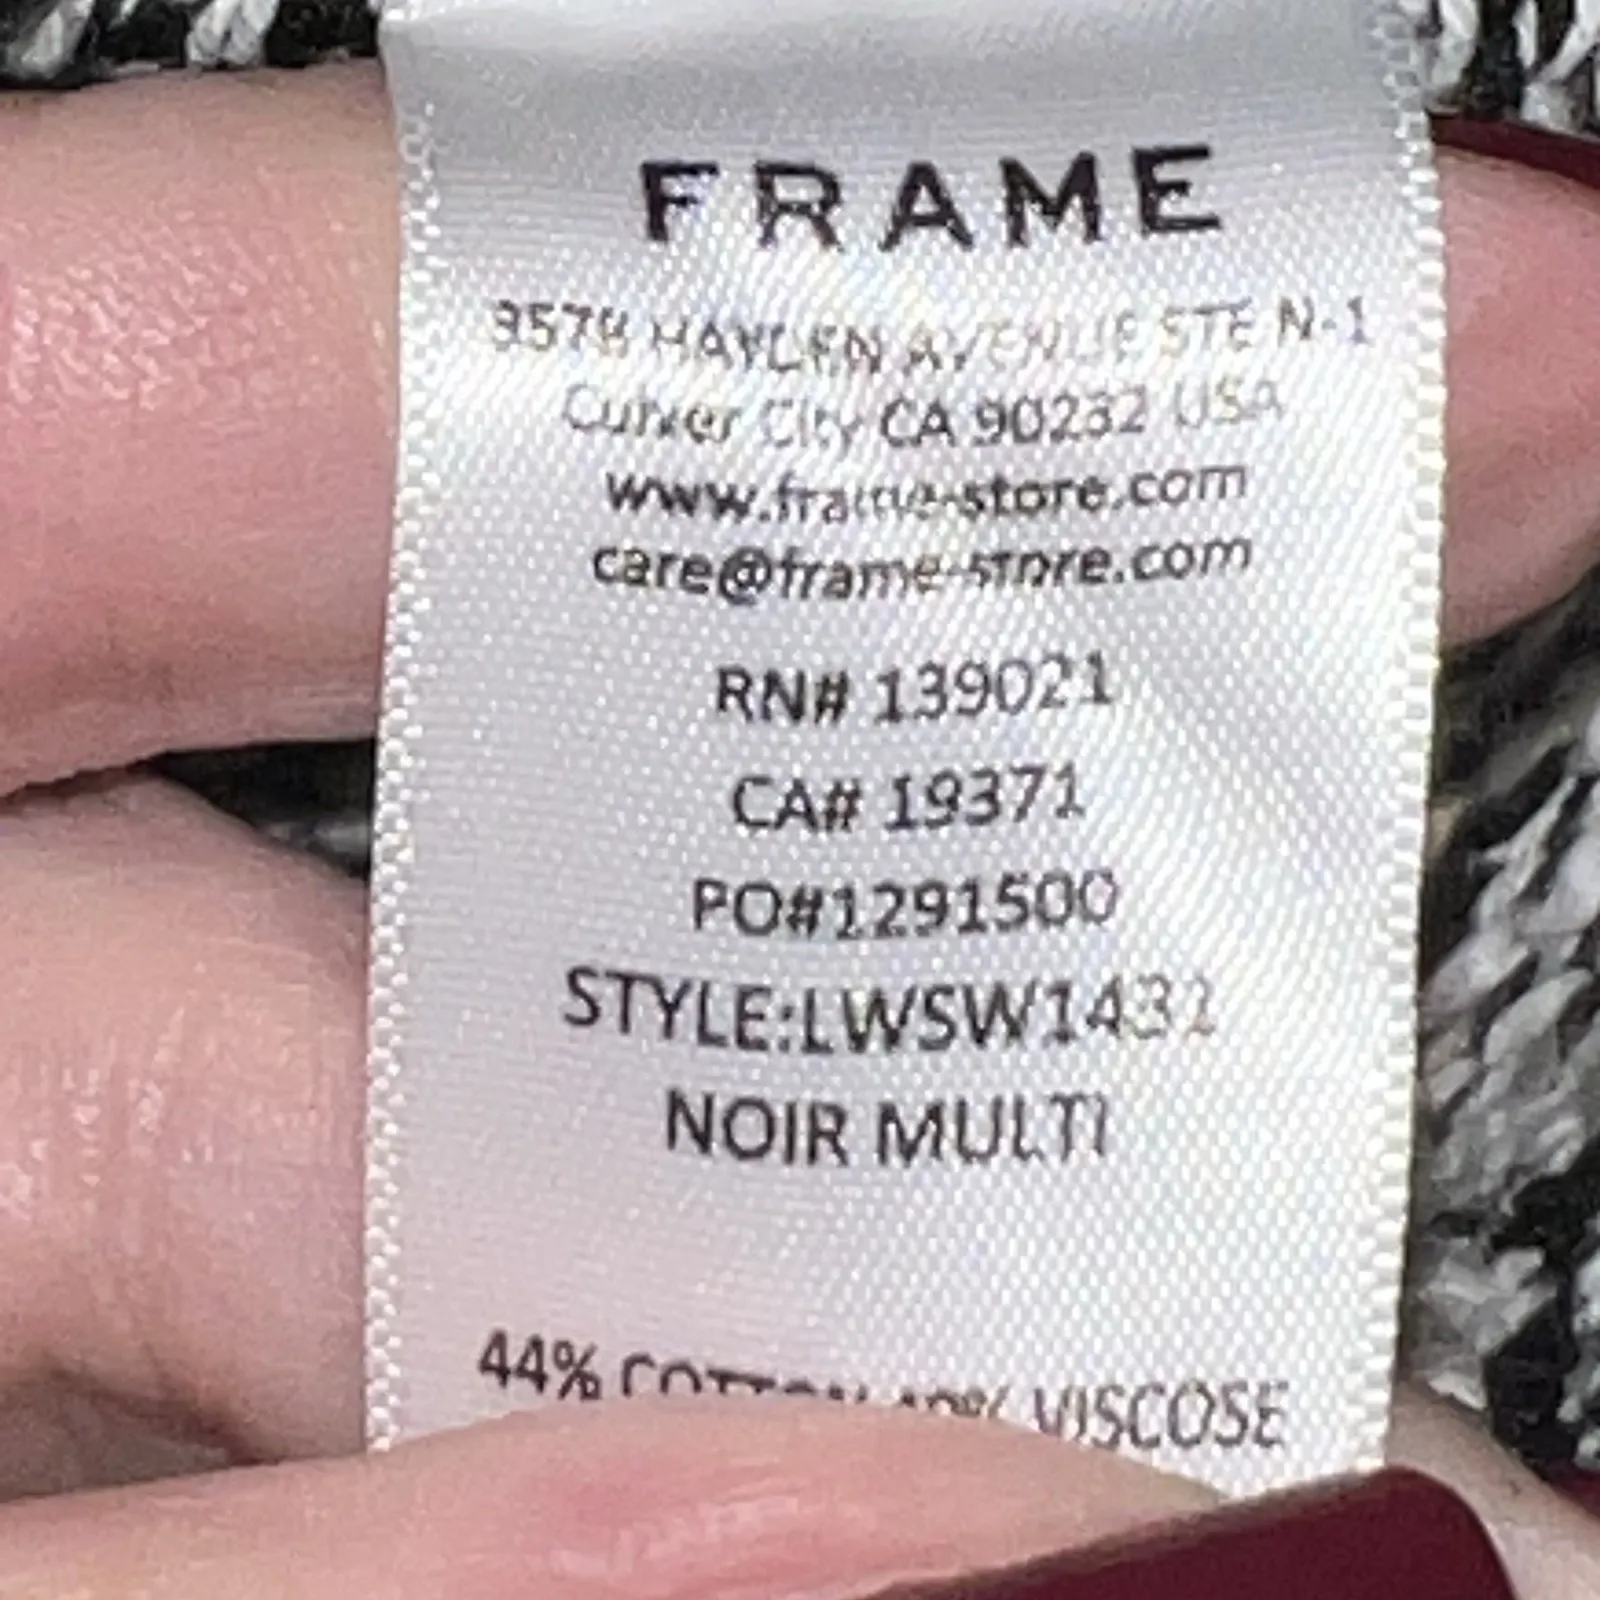 FRAME
3578 HAYDEN AVENUE STE N-1
Culver City CA 90232 USA
www.frame-store.com
care@frame-store.com
RN# 139021
CA# 19371
PO#1291500
STYLE:LWSW1432
NOIR MULTI
44% COTTON VISCOSE